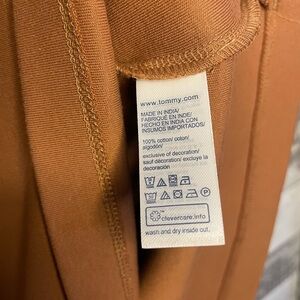 www.tommy.com
MADE IN INDIA/
FABRIQUÉ EN INDE/
HECHO EN INDIA CON
INSUMOS IMPORTADOS/
100% cotton/ coton/
algodón/
exclusive of decoration/
sauf décoration/ excluye la
decoración
clevercare.info
wash and dry inside out.